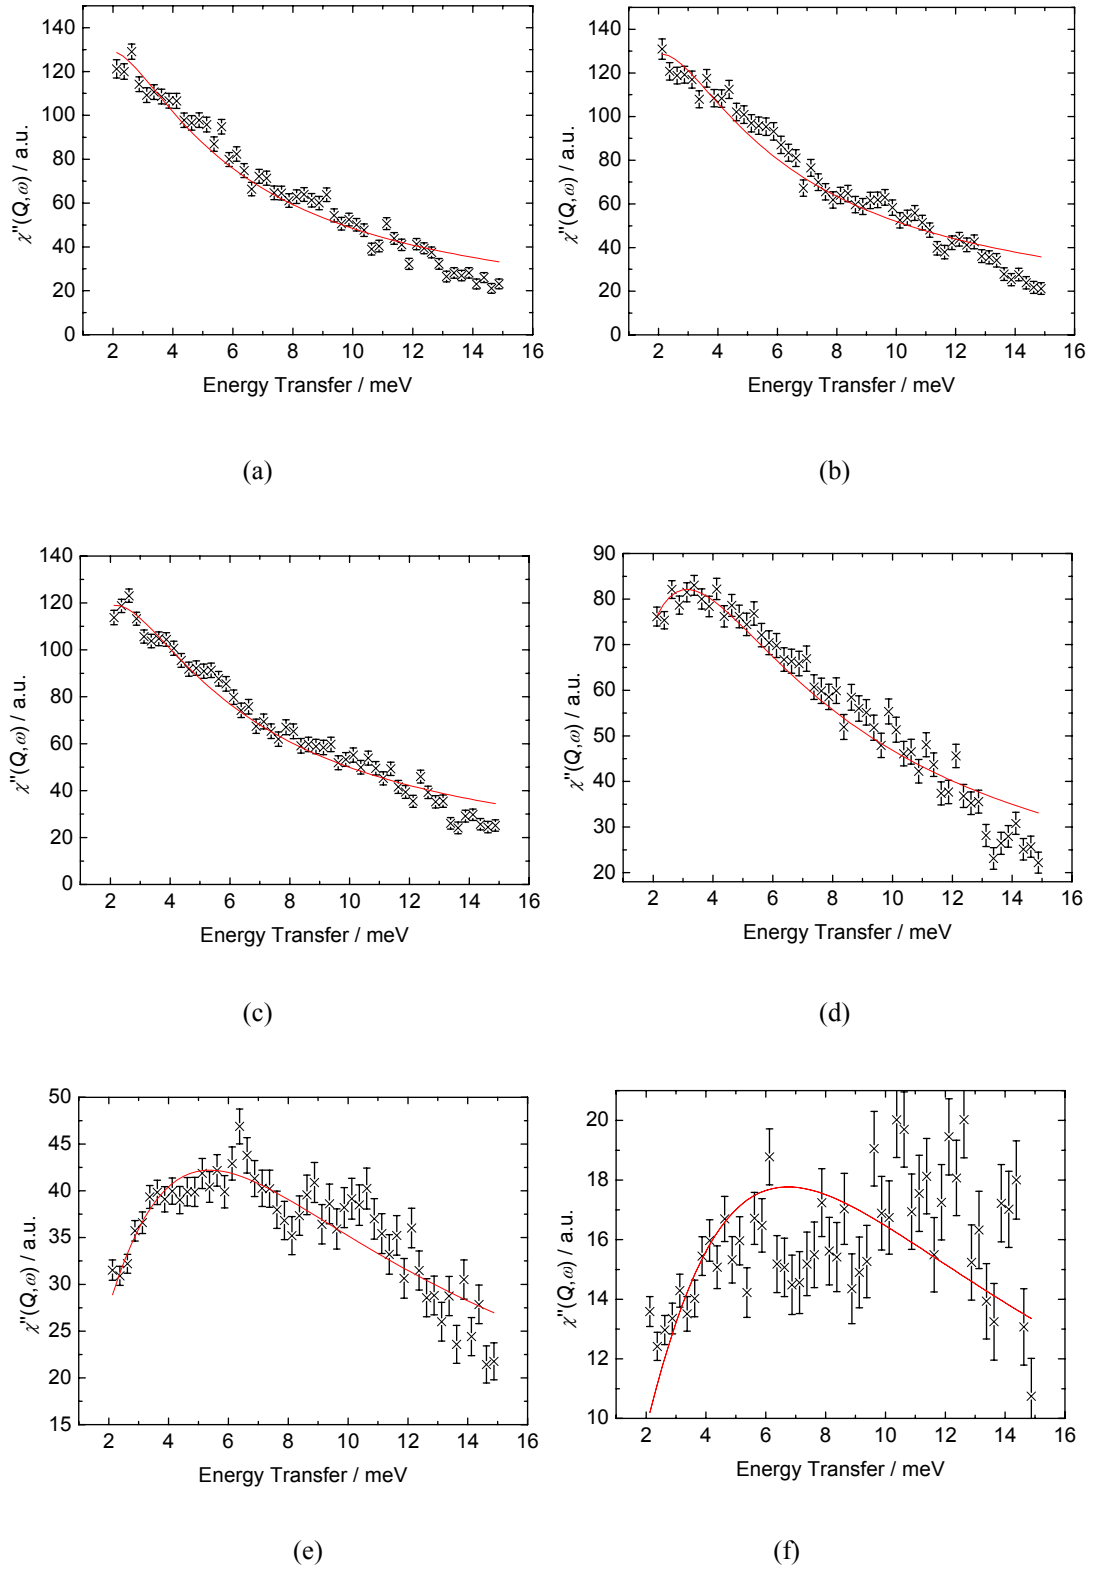 140
120
100
80
60
40
20
0
χ''(Q,ω) / a.u.
2 4 6 8 10 12 14 16
Energy Transfer / meV
(a)
140
120
100
80
60
40
20
0
χ''(Q,ω) / a.u.
2 4 6 8 10 12 14 16
Energy Transfer / meV
(b)
140
120
100
80
60
40
20
0
χ''(Q,ω) / a.u.
2 4 6 8 10 12 14 16
Energy Transfer / meV
(c)
90
80
70
60
50
40
30
20
χ''(Q,ω) / a.u.
2 4 6 8 10 12 14 16
Energy Transfer / meV
(d)
50
45
40
35
30
25
20
15
χ''(Q,ω) / a.u.
2 4 6 8 10 12 14 16
Energy Transfer / meV
(e)
20
18
16
14
12
10
χ''(Q,ω) / a.u.
2 4 6 8 10 12 14 16
Energy Transfer / meV
(f)